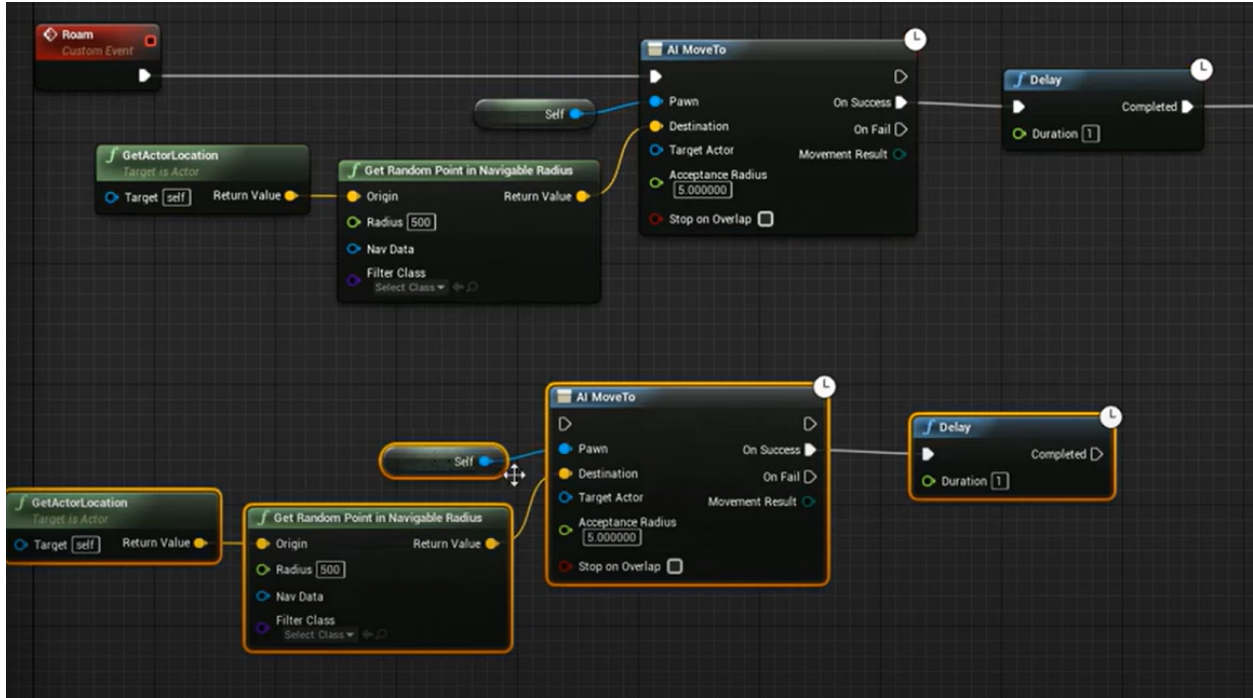 Roam
Custom Event
AI MoveTo
Pawn
On Success
Destination
On Fail
Target Actor
Movement Result
Acceptance Radius
5.000000
Stop on Overlap
Delay
Completed
Duration 1
Self
GetActorLocation
Target is Actor
Target self
Return Value
Get Random Point in Navigable Radius
Origin
Return Value
Radius 500
Nav Data
Filter Class
Select Class
AI MoveTo
Pawn
On Success
Destination
On Fail
Target Actor
Movement Result
Acceptance Radius
5.000000
Stop on Overlap
Delay
Completed
Duration 1
Self
GetActorLocation
Target is Actor
Target self
Return Value
Get Random Point in Navigable Radius
Origin
Return Value
Radius 500
Nav Data
Filter Class
Select Class